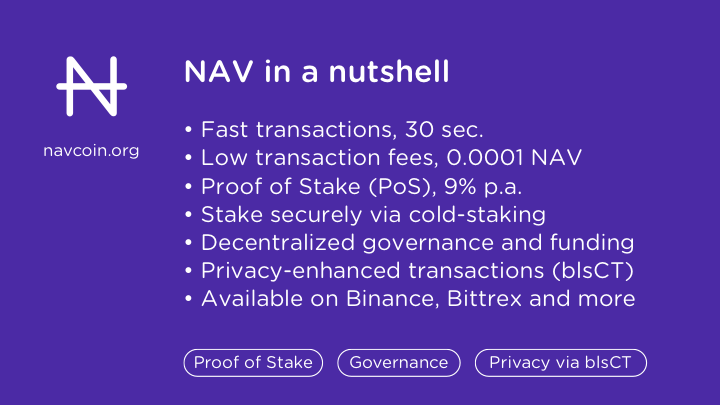 navcoin.org
NAV in a nutshell
• Fast transactions, 30 sec.
• Low transaction fees, 0.0001 NAV
• Proof of Stake (PoS), 9% p.a.
• Stake securely via cold-staking
• Decentralized governance and funding
• Privacy-enhanced transactions (blsCT)
• Available on Binance, Bittrex and more
Proof of Stake Governance Privacy via blsCT